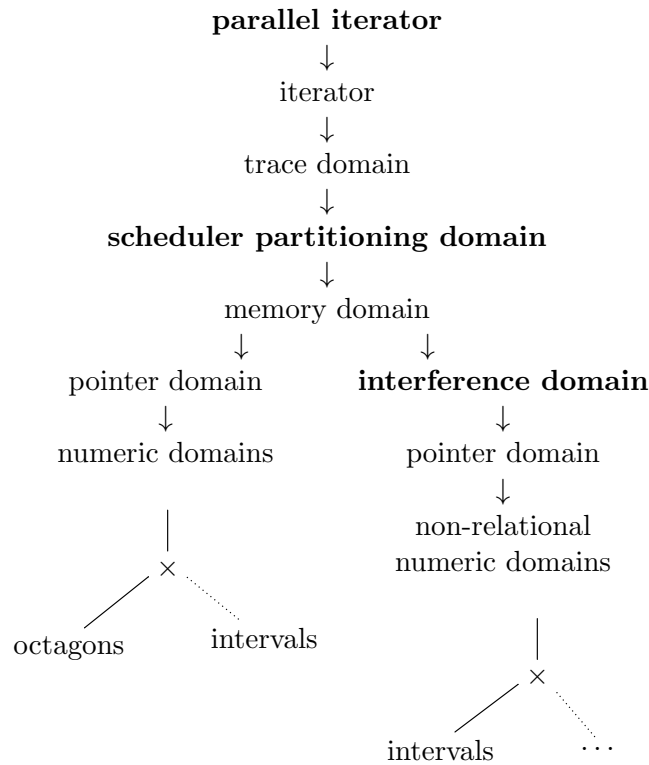 parallel iterator
↓
iterator
↓
trace domain
↓
scheduler partitioning domain
↓
memory domain
↓ ↓
pointer domain interference domain
↓ ↓
numeric domains pointer domain
↓
non-relational
numeric domains
×
octagons intervals
×
intervals ...